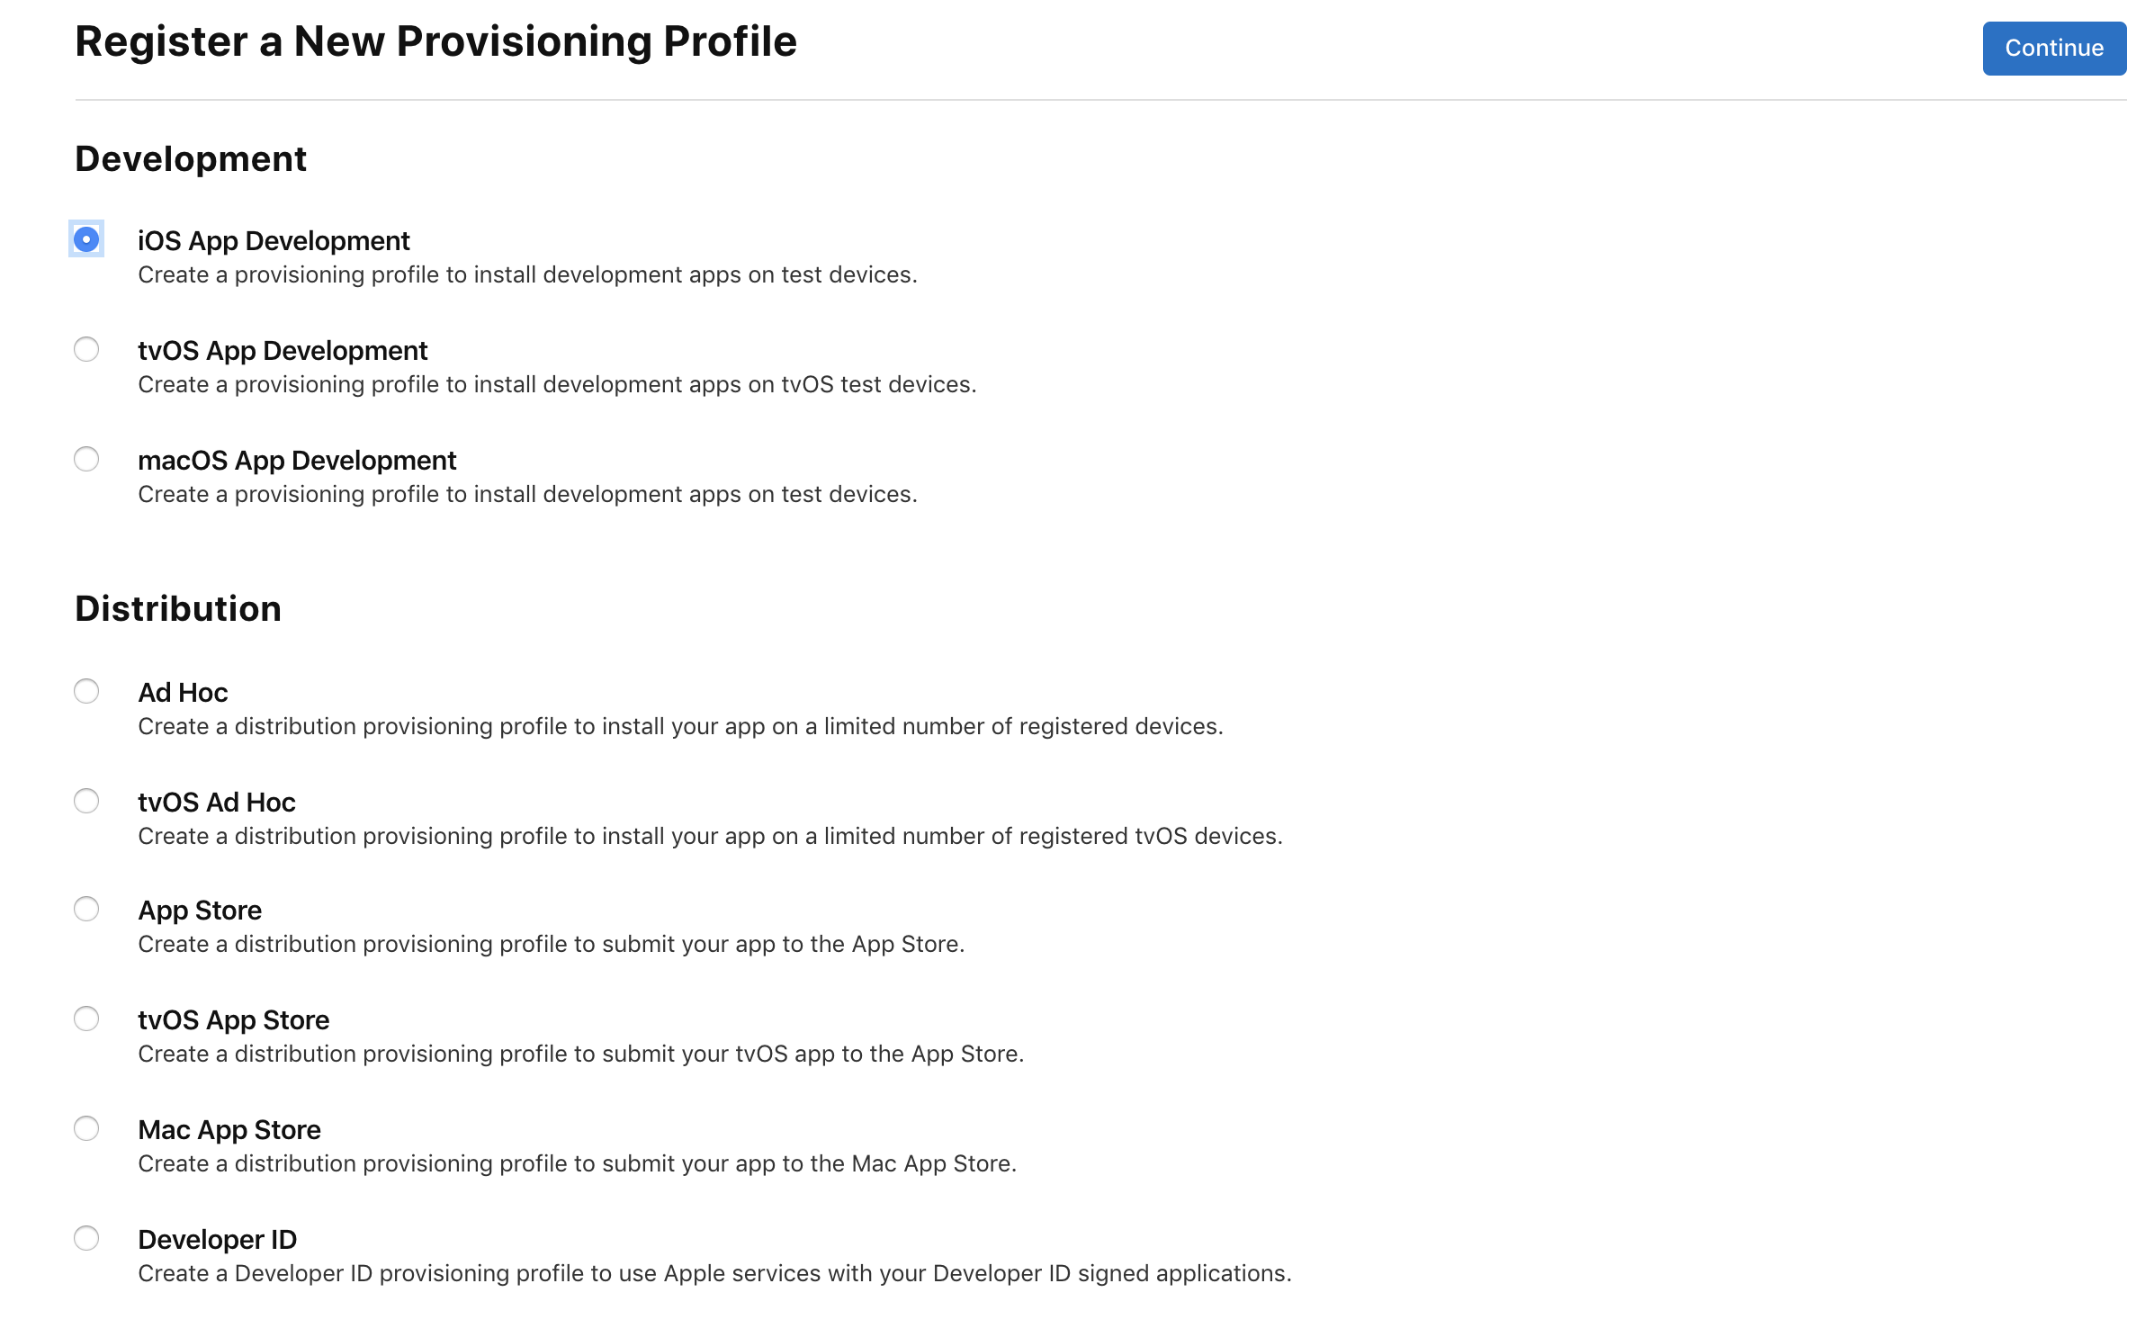 Register a New Provisioning Profile
Continue
Development
iOS App Development
Create a provisioning profile to install development apps on test devices.
tvOS App Development
Create a provisioning profile to install development apps on tvOS test devices.
macOS App Development
Create a provisioning profile to install development apps on test devices.
Distribution
Ad Hoc
Create a distribution provisioning profile to install your app on a limited number of registered devices.
tvOS Ad Hoc
Create a distribution provisioning profile to install your app on a limited number of registered tvOS devices.
App Store
Create a distribution provisioning profile to submit your app to the App Store.
tvOS App Store
Create a distribution provisioning profile to submit your tvOS app to the App Store.
Mac App Store
Create a distribution provisioning profile to submit your app to the Mac App Store.
Developer ID
Create a Developer ID provisioning profile to use Apple services with your Developer ID signed applications.